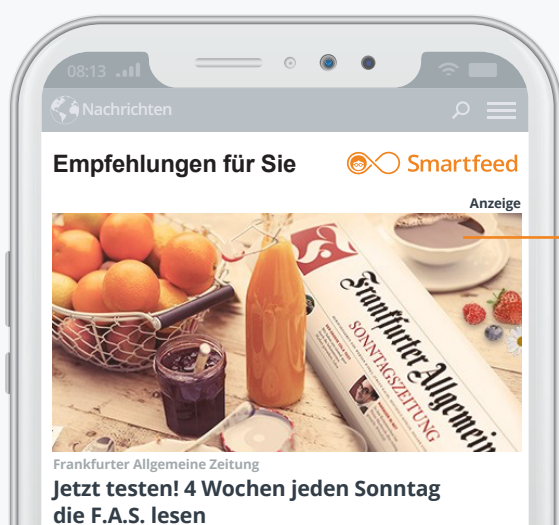 08:13
Nachrichten
Empfehlungen für Sie
Smartfeed
Anzeige
Frankfurter Allgemeine
SONNTAGSZEITUNG
Frankfurter Allgemeine Zeitung
Jetzt testen! 4 Wochen jeden Sonntag
die F.A.S. lesen